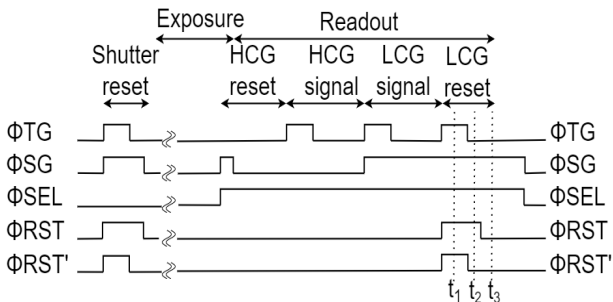 Exposure Readout
Shutter HCG HCG LCG LCG
reset reset signal signal reset
ΦTG ΦTG
ΦSG ΦSG
ΦSEL ΦSEL
ΦRST ΦRST
ΦRST' ΦRST'
t1 t2 t3